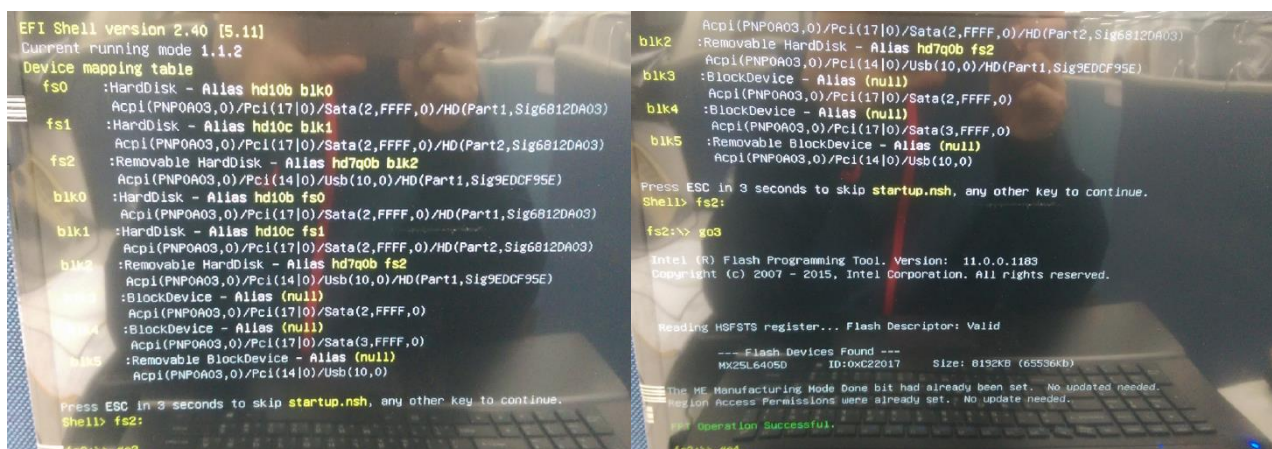 EFI Shell version 2.40 [5.11]
Current running mode 1.1.2
Device mapping table
fs0 :HardDisk - Alias hd10b blk0
Acpi(PNP0A03,0)/Pci(17|0)/Sata(2,FFFF,0)/HD(Part1,Sig6812DA03)
fs1 :HardDisk - Alias hd10c blk1
Acpi(PNP0A03,0)/Pci(17|0)/Sata(2,FFFF,0)/HD(Part2,Sig6812DA03)
fs2 :Removable HardDisk - Alias hd7q0b blk2
Acpi(PNP0A03,0)/Pci(14|0)/Usb(10,0)/HD(Part1,Sig9EDCF95E)
blk0 :HardDisk - Alias hd10b fs0
Acpi(PNP0A03,0)/Pci(17|0)/Sata(2,FFFF,0)/HD(Part1,Sig6812DA03)
blk1 :HardDisk - Alias hd10c fs1
Acpi(PNP0A03,0)/Pci(17|0)/Sata(2,FFFF,0)/HD(Part2,Sig6812DA03)
blk2 :Removable HardDisk - Alias hd7q0b fs2
Acpi(PNP0A03,0)/Pci(14|0)/Usb(10,0)/HD(Part1,Sig9EDCF95E)
:BlockDevice - Alias (null)
Acpi(PNP0A03,0)/Pci(17|0)/Sata(2,FFFF,0)
:BlockDevice - Alias (null)
Acpi(PNP0A03,0)/Pci(17|0)/Sata(3,FFFF,0)
blk5 :Removable BlockDevice - Alias (null)
Acpi(PNP0A03,0)/Pci(14|0)/Usb(10,0)
Press ESC in 3 seconds to skip startup.nsh, any other key to continue.
Shell> fs2:
Acpi(PNP0A03,0)/Pci(17|0)/Sata(2,FFFF,0)/HD(Part2,Sig6812DA03)
blk2 :Removable HardDisk - Alias hd7q0b fs2
Acpi(PNP0A03,0)/Pci(14|0)/Usb(10,0)/HD(Part1,Sig9EDCF95E)
blk3 :BlockDevice - Alias (null)
Acpi(PNP0A03,0)/Pci(17|0)/Sata(2,FFFF,0)
blk4 :BlockDevice - Alias (null)
Acpi(PNP0A03,0)/Pci(17|0)/Sata(3,FFFF,0)
blk5 :Removable BlockDevice - Alias (null)
Acpi(PNP0A03,0)/Pci(14|0)/Usb(10,0)
Press ESC in 3 seconds to skip startup.nsh, any other key to continue.
Shell> fs2:
fs2:\> go3
Intel (R) Flash Programming Tool. Version: 11.0.0.1183
Copyright (c) 2007 - 2015, Intel Corporation. All rights reserved.
Reading HSFSTS register... Flash Descriptor: Valid
--- Flash Devices Found ---
MX25L6405D ID:0xC22017 Size: 8192KB (65536Kb)
The ME Manufacturing Mode Done bit had already been set. No updated needed.
Region Access Permissions were already set. No update needed.
FPT Operation Successful.